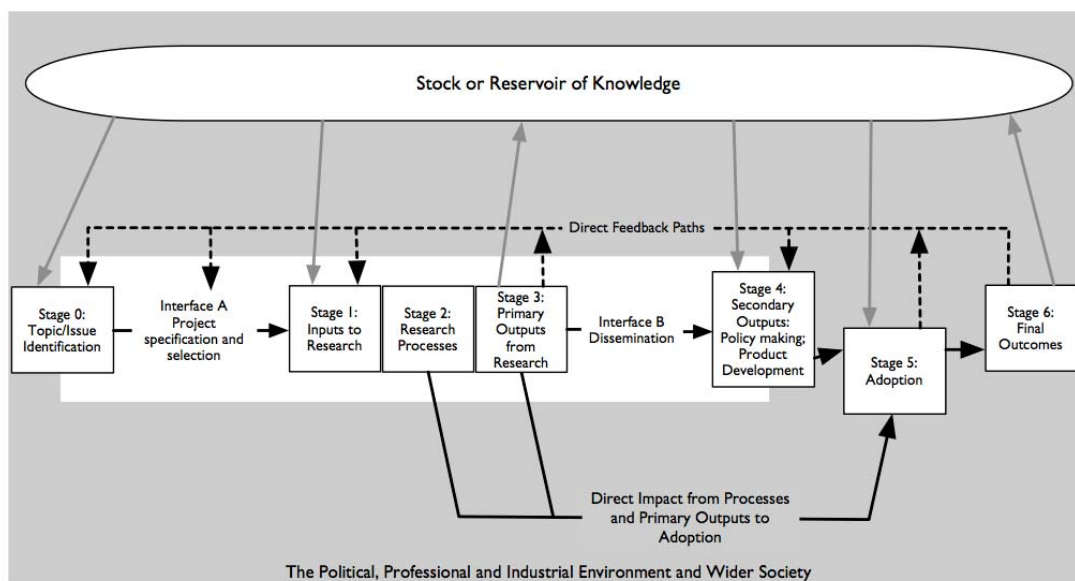 Stock or Reservoir of Knowledge
Direct Feedback Paths
Stage 0:
Topic/Issue
Identification
Interface A
Project
specification and
selection
Stage 1:
Inputs to
Research
Stage 2:
Research
Processes
Stage 3:
Primary
Outputs
from
Research
Interface B
Dissemination
Stage 4:
Secondary
Outputs:
Policy making;
Product
Development
Stage 5:
Adoption
Stage 6:
Final
Outcomes
Direct Impact from Processes
and Primary Outputs to
Adoption
The Political, Professional and Industrial Environment and Wider Society